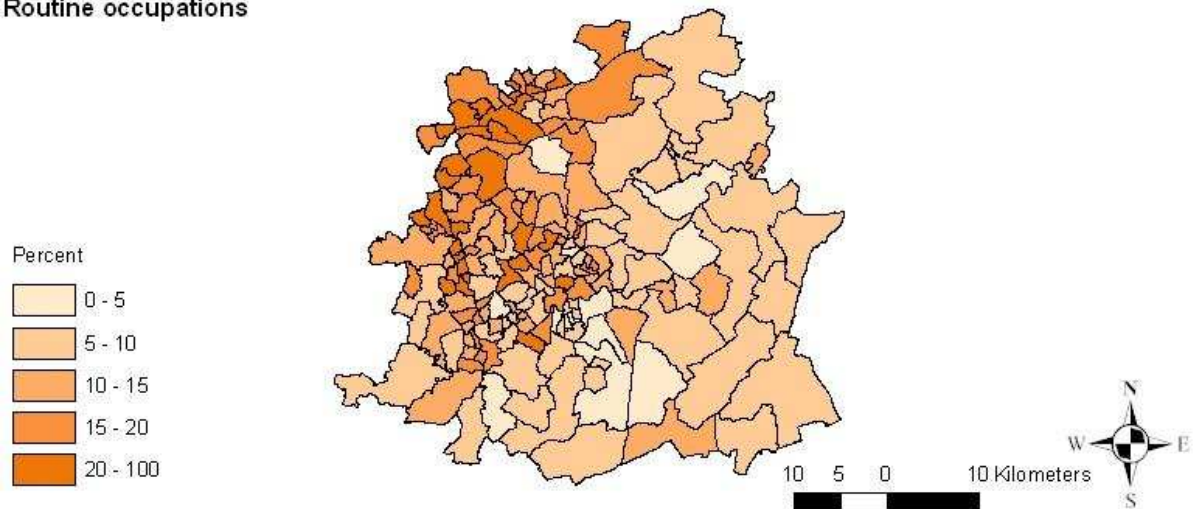 Routine occupations
Percent
0 - 5
5 - 10
10 - 15
15 - 20
20 - 100
N
W E
S
10 5 0 10 Kilometers